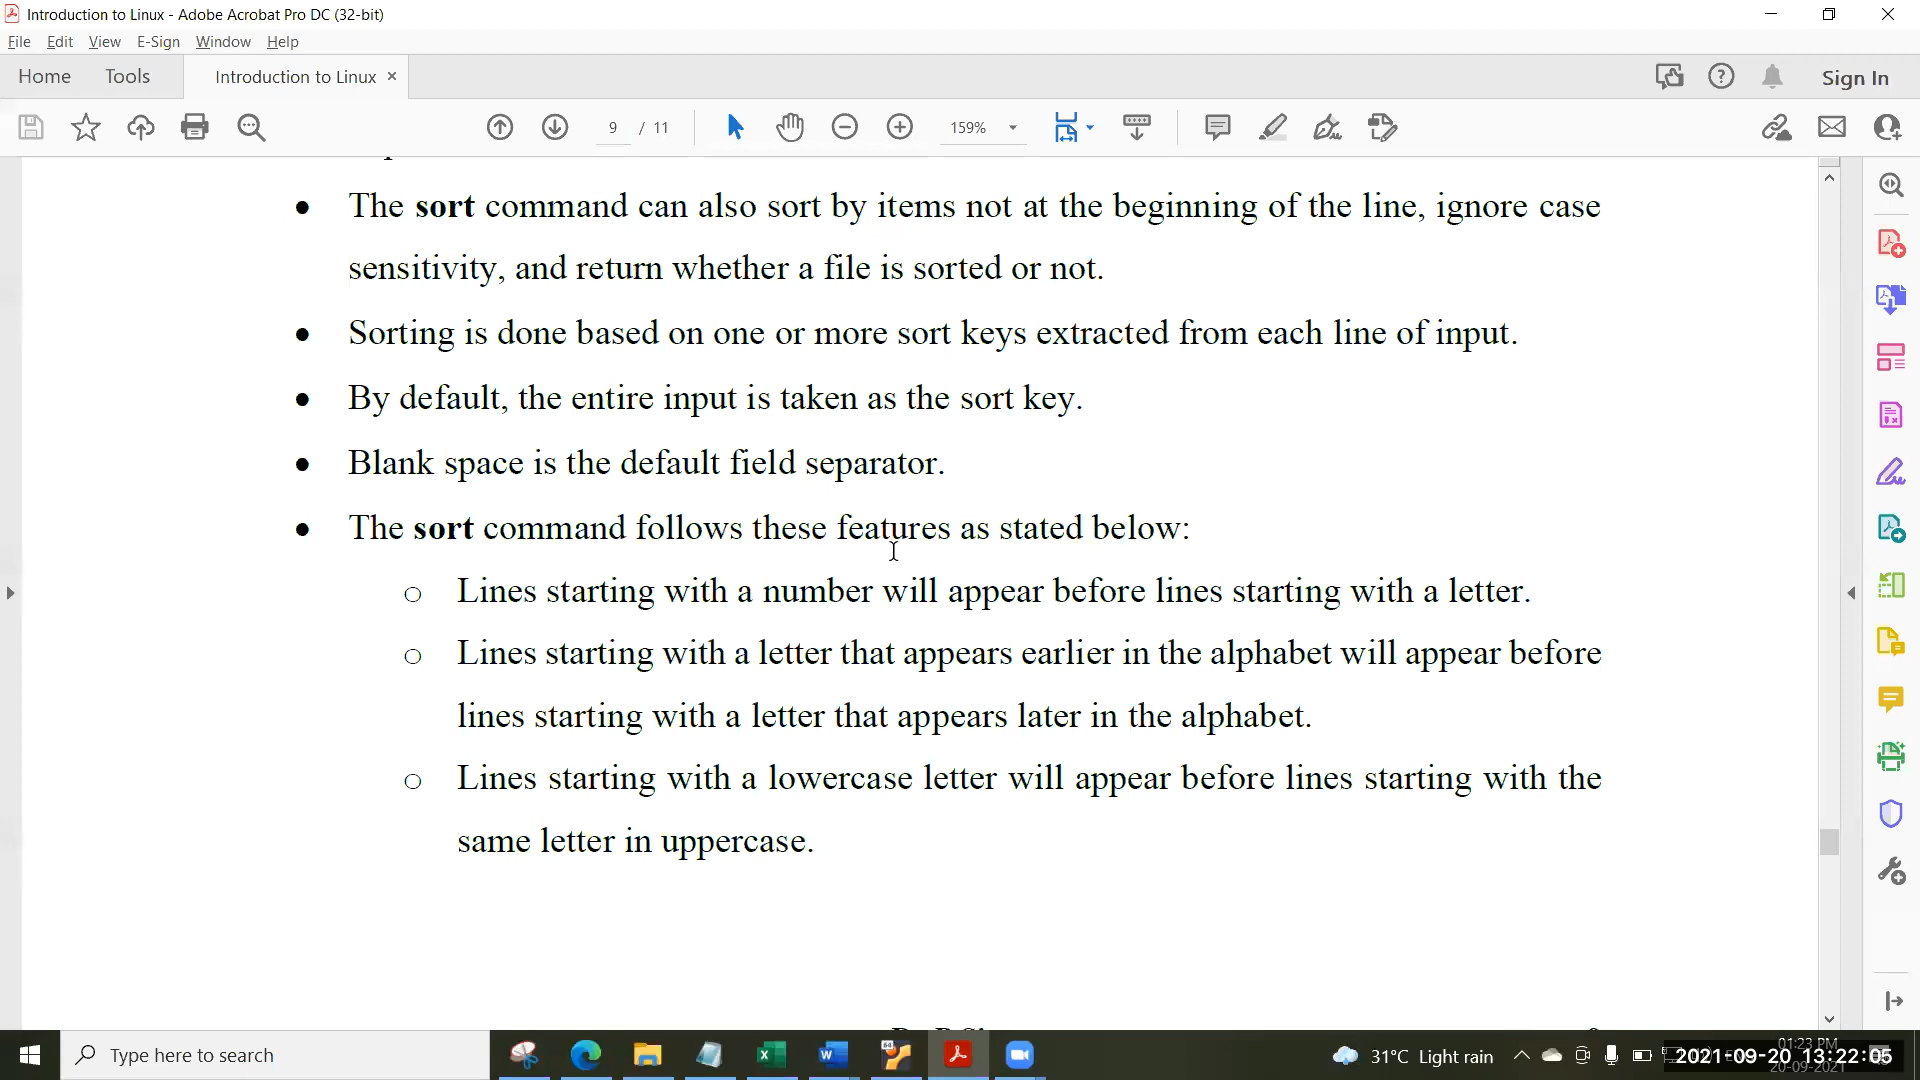 Introduction to Linux - Adobe Acrobat Pro DC (32-bit)
File Edit View E-Sign Window Help
Home Tools Introduction to Linux × Sign In
9 / 11 159%
• The sort command can also sort by items not at the beginning of the line, ignore case
sensitivity, and return whether a file is sorted or not.
• Sorting is done based on one or more sort keys extracted from each line of input.
• By default, the entire input is taken as the sort key.
• Blank space is the default field separator.
• The sort command follows these features as stated below:
o Lines starting with a number will appear before lines starting with a letter.
o Lines starting with a letter that appears earlier in the alphabet will appear before
lines starting with a letter that appears later in the alphabet.
o Lines starting with a lowercase letter will appear before lines starting with the
same letter in uppercase.
Type here to search
31°C Light rain
01:23 PM
2021-09-20 13:22:05
20-09-2021